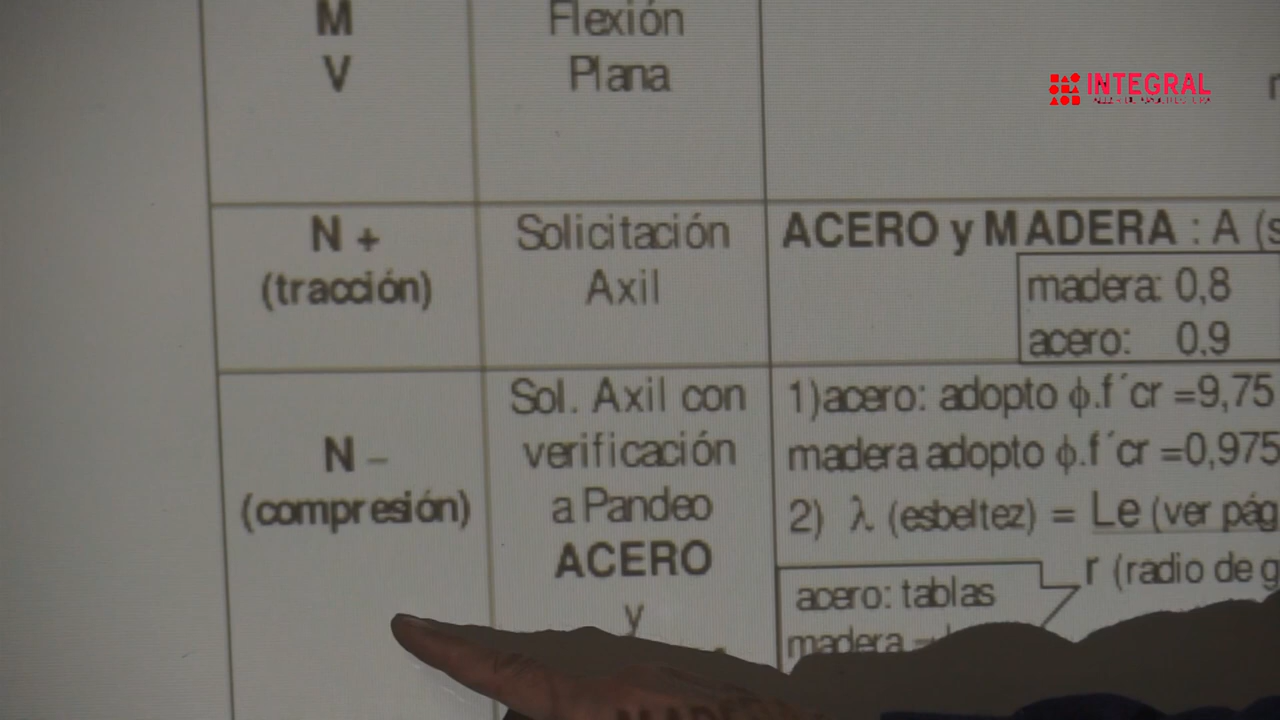 M
V
Flexión
Plana
INTEGRAL
N +
(tracción)
Solicitación
Axil
ACERO y MADERA : A (s
madera: 0,8
acero: 0.9
N –
(compresión)
Sol. Axil con
verificación
a Pandeo
ACERO
y
1)acero: adopto ϕ.f´cr =9,75
madera adopto ϕ.f´cr =0,975
2) λ (esbeltez) = Le (ver pág
r (radio de g
acero: tablas
madera